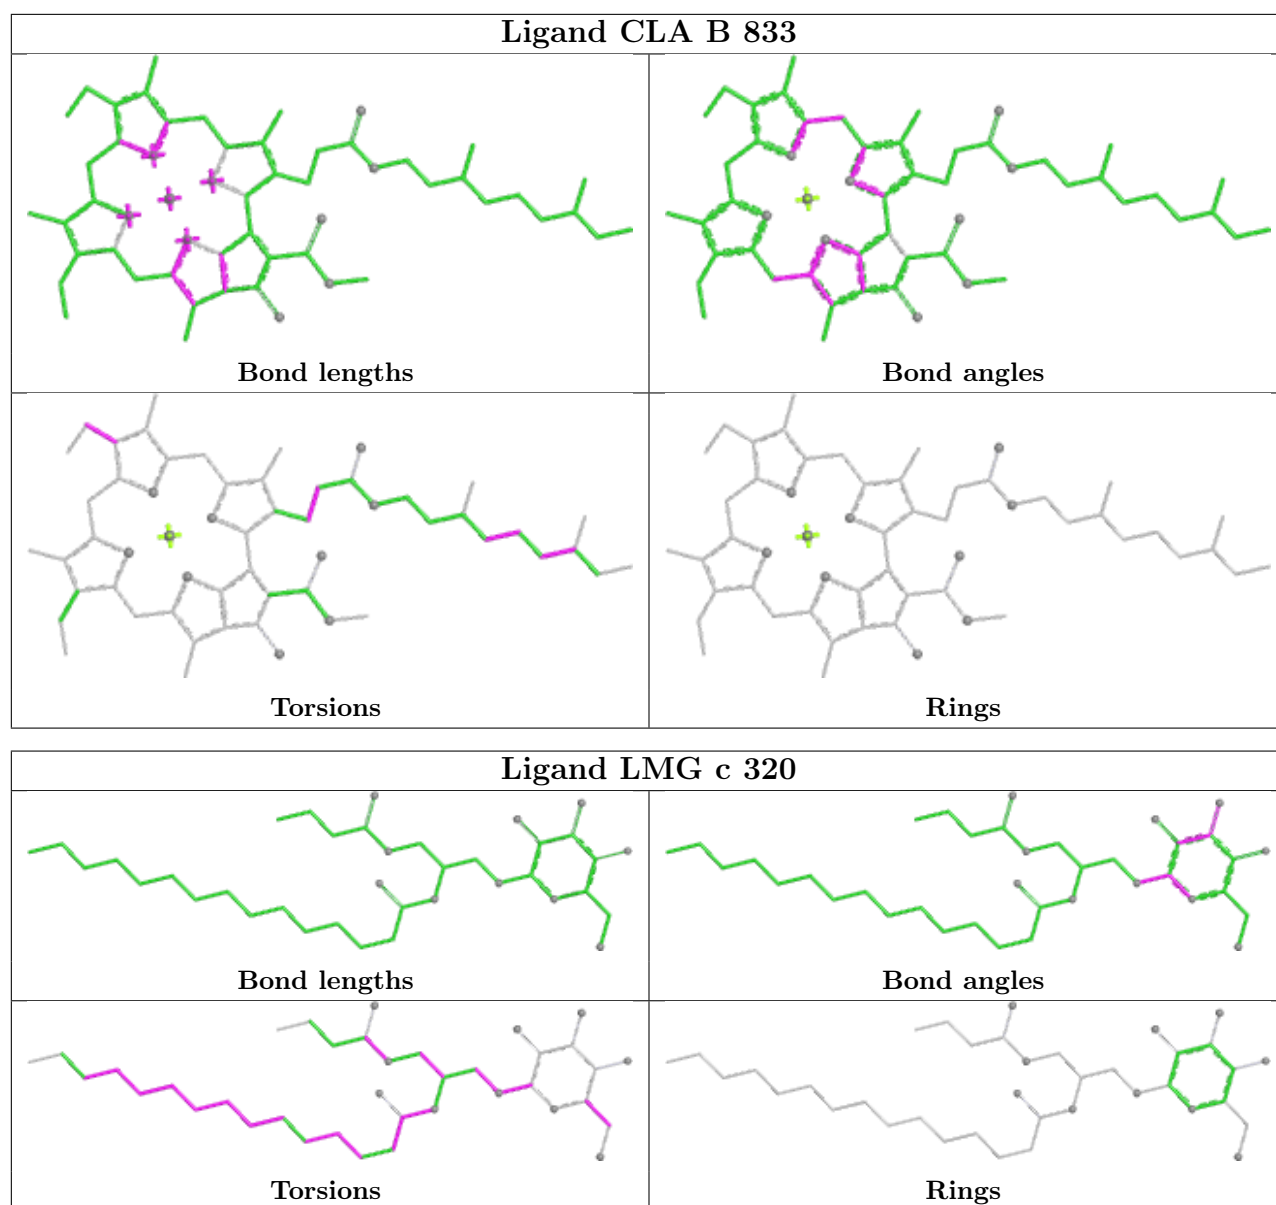 Ligand CLA B 833
Bond lengths
Bond angles
Torsions
Rings
Ligand LMG c 320
Bond lengths
Bond angles
Torsions
Rings